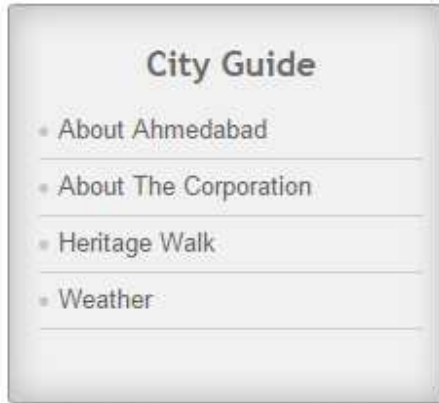 City Guide
About Ahmedabad
About The Corporation
Heritage Walk
Weather